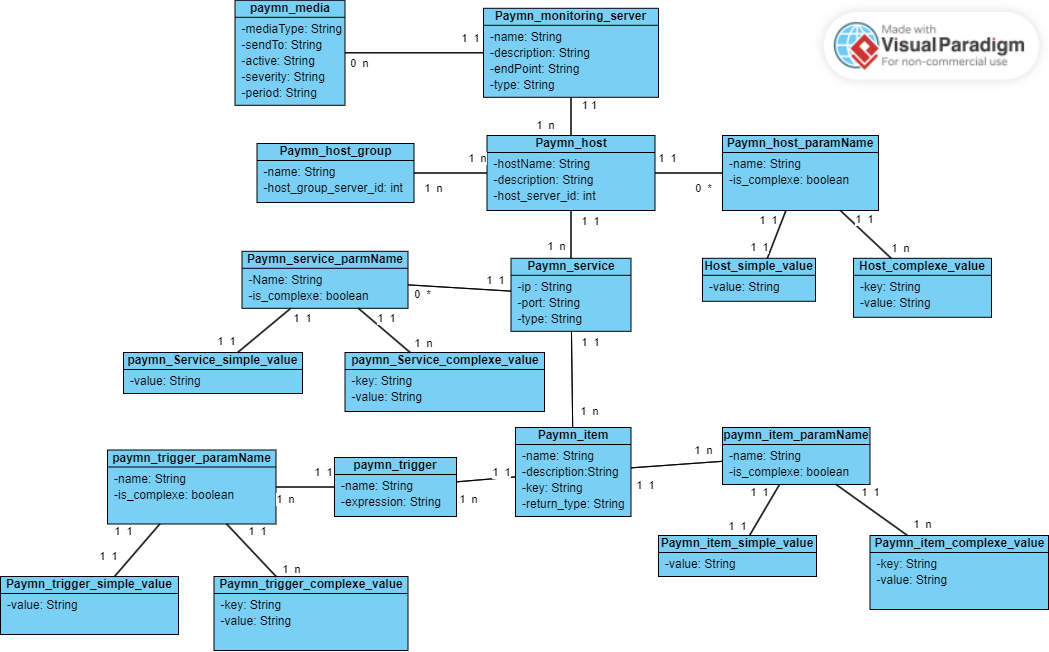 paymn_media
-mediaType: String
-sendTo: String
-active: String
-severity: String
-period: String
1 1
0 n
Paymn_monitoring_server
-name: String
-description: String
-endPoint: String
-type: String
Made with
VisualParadigm
For non-commercial use
1 1
1 n
Paymn_host_group
-name: String
-host_group_server_id: int
1 n
1 n
Paymn_host
-hostName: String
-description: String
-host_server_id: int
1 1
0 *
Paymn_host_paramName
-name: String
-is_complexe: boolean
1 1
1 1
1 1
1 n
Host_simple_value
-value: String
Host_complexe_value
-key: String
-value: String
1 1
1 n
Paymn_service_parmName
-Name: String
-is_complexe: boolean
1 1
0 *
Paymn_service
-ip : String
-port: String
-type: String
1 1
1 1
1 1
1 n
paymn_Service_simple_value
-value: String
paymn_Service_complexe_value
-key: String
-value: String
1 1
1 n
Paymn_item
-name: String
-description:String
-key: String
-return_type: String
1 n
1 1
paymn_item_paramName
-name: String
-is_complexe: boolean
paymn_trigger_paramName
-name: String
-is_complexe: boolean
1 1
1 n
paymn_trigger
-name: String
-expression: String
1 1
1 n
1 1
1 1
1 1
1 n
Paymn_item_simple_value
-value: String
Paymn_item_complexe_value
-key: String
-value: String
1 1
1 1
1 1
1 n
Paymn_trigger_simple_value
-value: String
Paymn_trigger_complexe_value
-key: String
-value: String